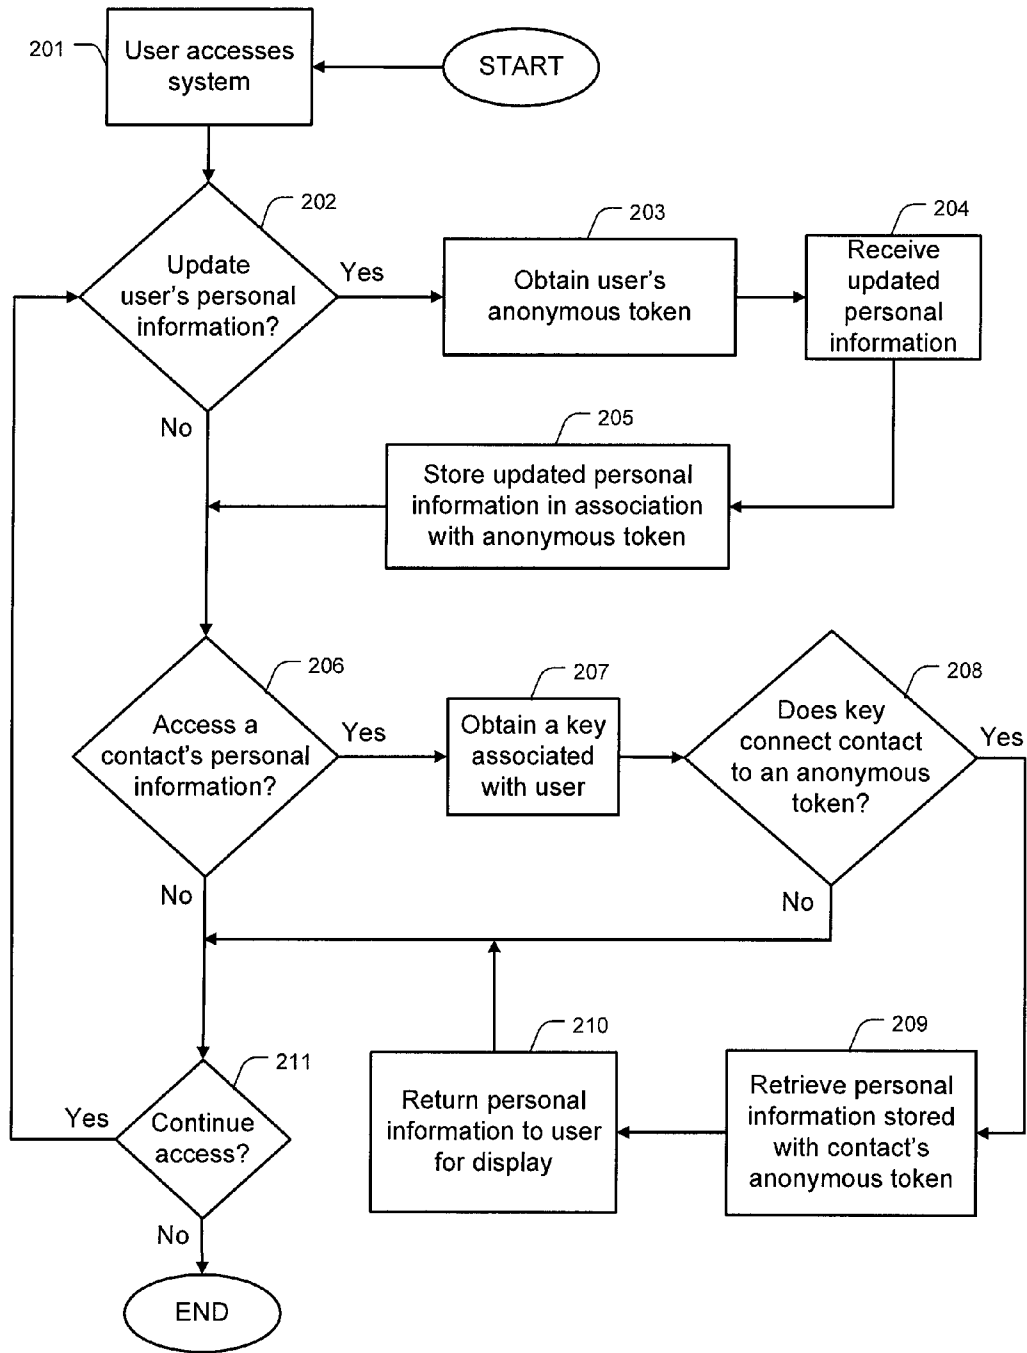 201
User accesses
system
START
202
Update
user's personal
information?
Yes
203
Obtain user's
anonymous token
204
Receive
updated
personal
information
No
205
Store updated personal
information in association
with anonymous token
206
Access a
contact's personal
information?
Yes
207
Obtain a key
associated
with user
208
Does key
connect contact
to an anonymous
token?
Yes
No
No
209
Retrieve personal
information stored
with contact's
anonymous token
210
Return personal
information to user
for display
211
Continue
access?
Yes
No
END